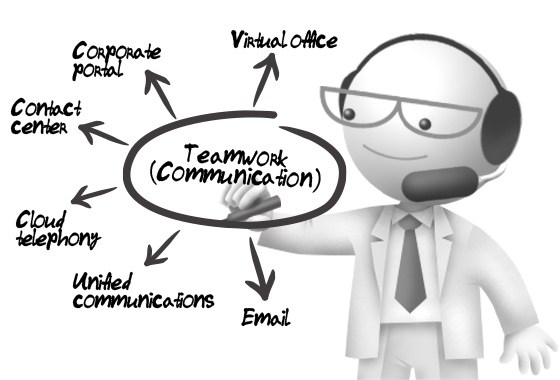 Virtual office
Corporate
portal
Contact
center
Teamwork
(Communication)
Cloud
telephony
Unified
communications
Email